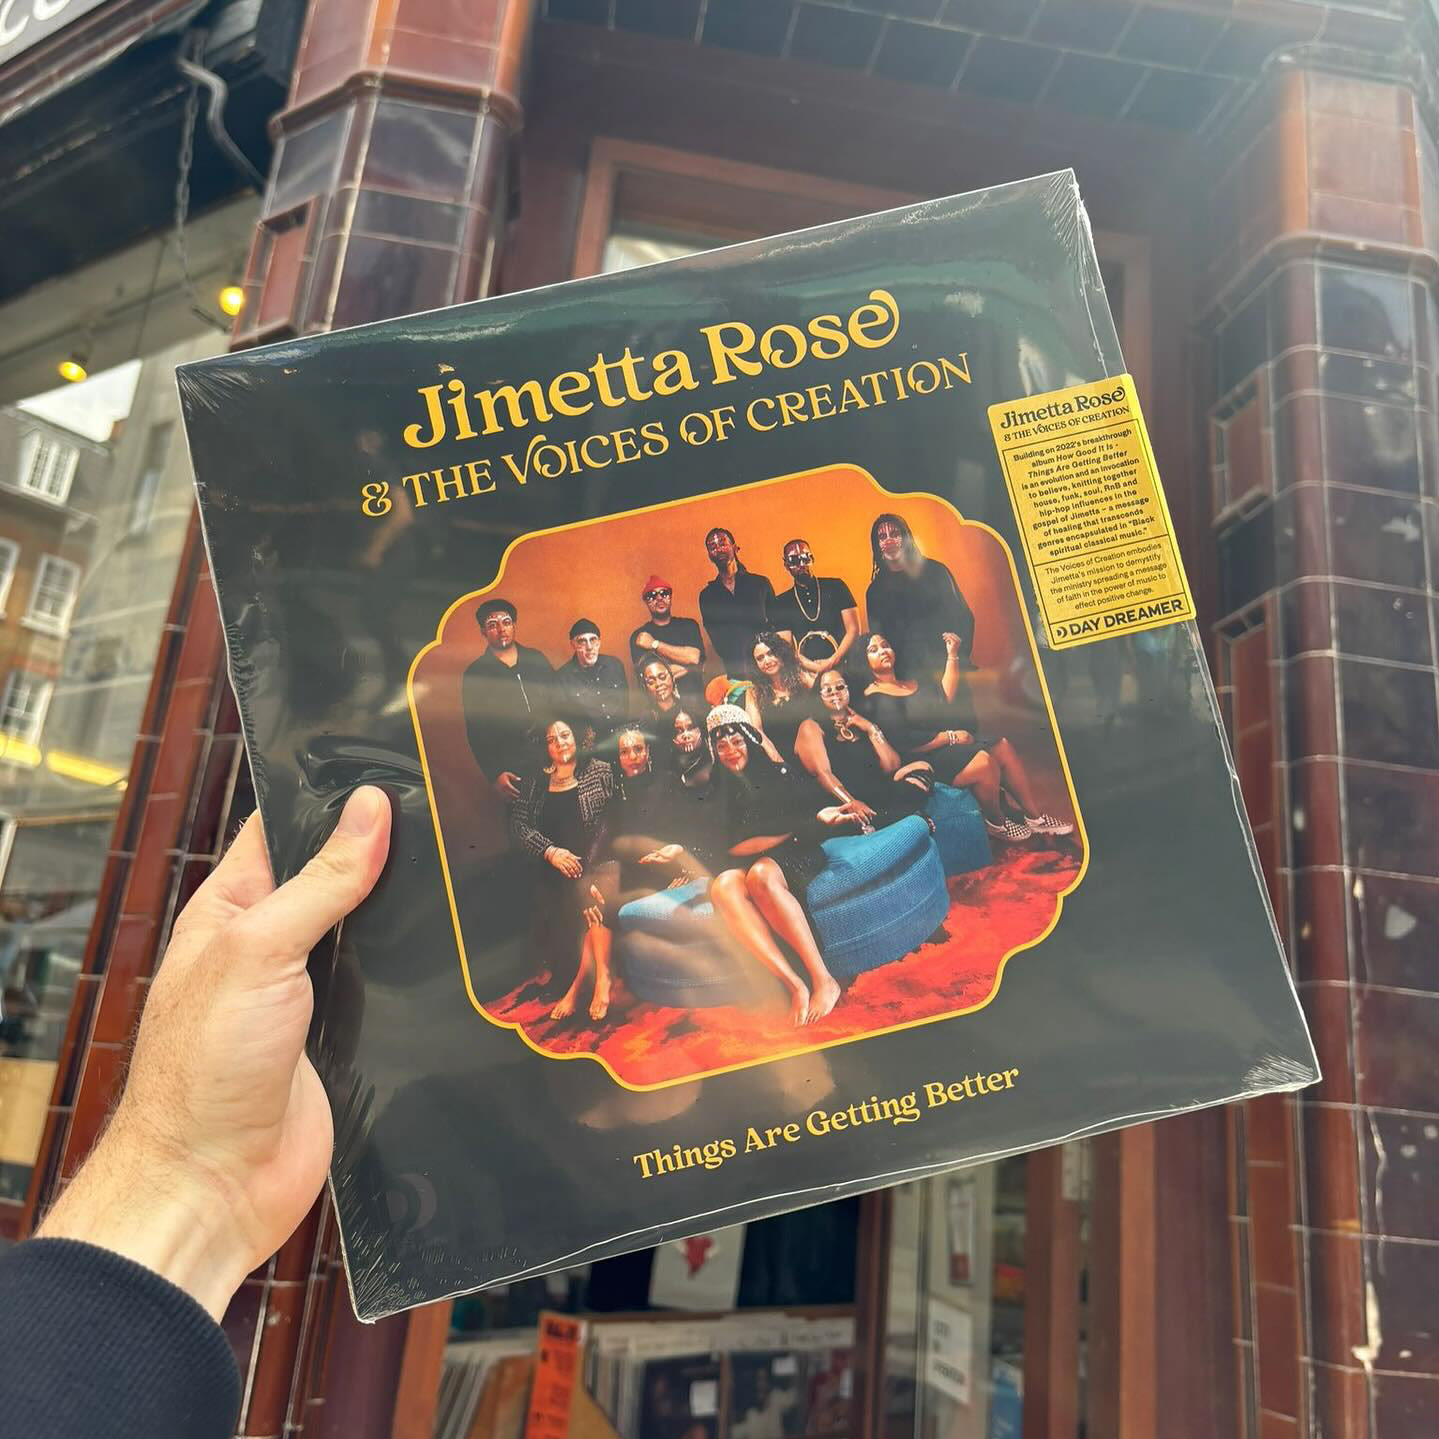 Jimetta Rose
& THE VOICES OF CREATION
Jimetta Rose
& THE VOICES OF CREATION
Building on 2022's breakthrough
album How Good It Is -
Things Are Getting Better
is an evolution and an invocation
to believe, knitting together
house, funk, soul, RnB and
hip-hop influences in the
gospel of Jimetta – a message
of healing that transcends
genres encapsulated in "Black
spiritual classical music."
The Voices of Creation embodies
Jimetta's mission to demystify
the ministry spreading a message
of faith in the power of music to
effect positive change.
DAY DREAMER
Things Are Getting Better